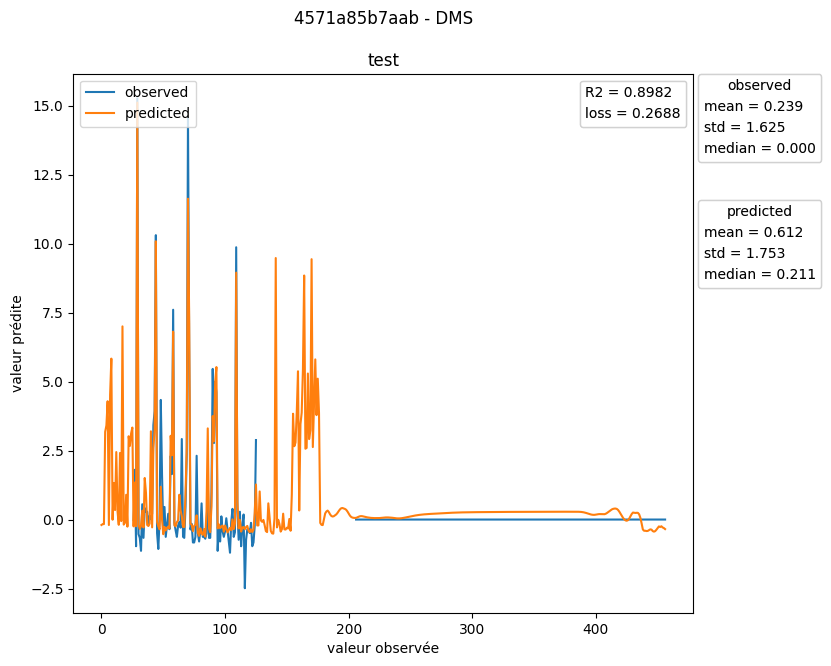 4571a85b7aab - DMS
test
observed
predicted
R2 = 0.8982
loss = 0.2688
observed
mean = 0.239
std = 1.625
median = 0.000
predicted
mean = 0.612
std = 1.753
median = 0.211
valeur prédite
15.0
12.5
10.0
7.5
5.0
2.5
0.0
−2.5
0
100
200
300
400
valeur observée